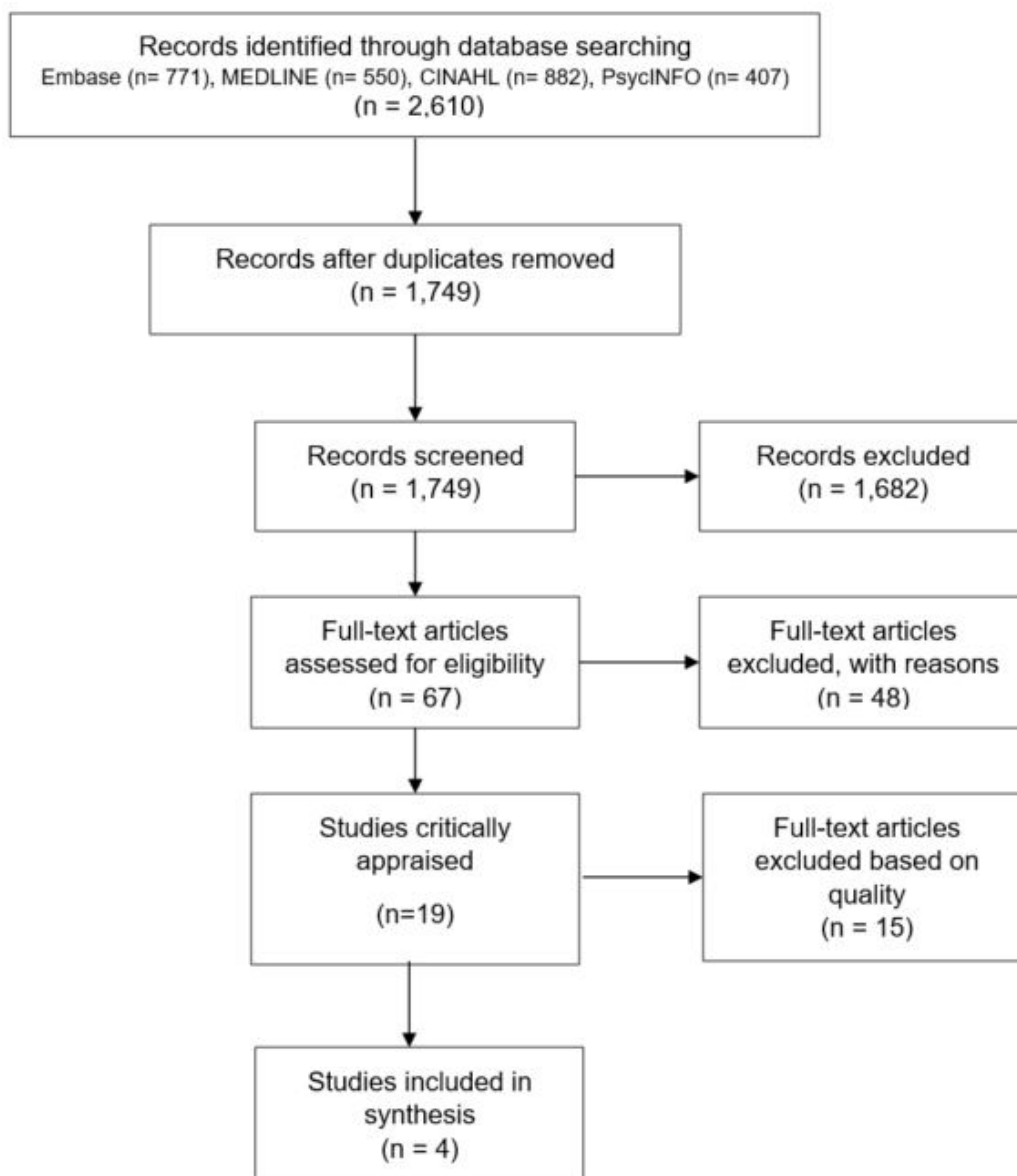 Records identified through database searching
Embase (n= 771), MEDLINE (n= 550), CINAHL (n= 882), PsycINFO (n= 407)
(n = 2,610)
Records after duplicates removed
(n = 1,749)
Records screened
(n = 1,749)
Records excluded
(n = 1,682)
Full-text articles
assessed for eligibility
(n = 67)
Full-text articles
excluded, with reasons
(n = 48)
Studies critically
appraised
(n=19)
Full-text articles
excluded based on
quality
(n = 15)
Studies included in
synthesis
(n = 4)